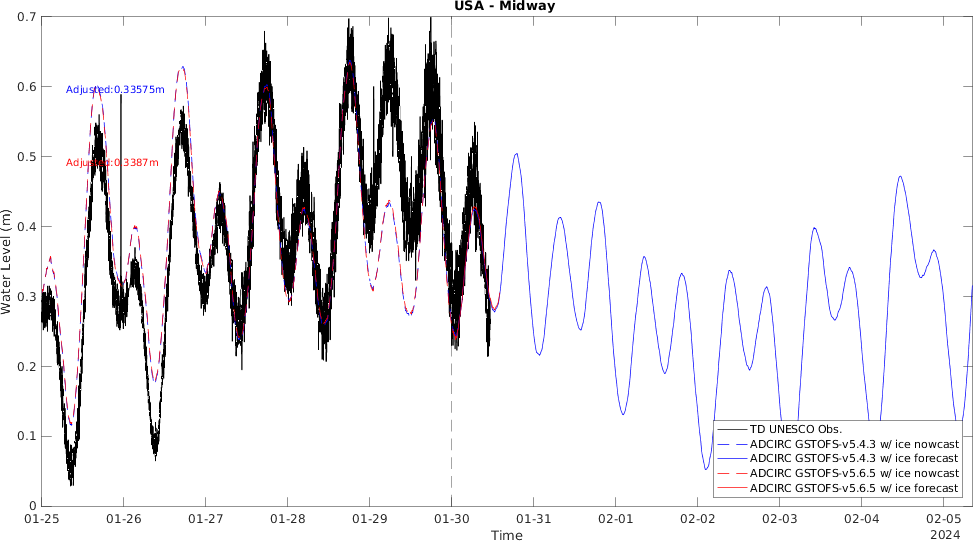 USA - Midway
0.7
0.6
0.5
0.4
0.3
0.2
0.1
0
Water Level (m)
Adjusted:0.33575m
Adjusted:0.3387m
TD UNESCO Obs.
ADCIRC GSTOFS-v5.4.3 w/ ice nowcast
ADCIRC GSTOFS-v5.4.3 w/ ice forecast
ADCIRC GSTOFS-v5.6.5 w/ ice nowcast
ADCIRC GSTOFS-v5.6.5 w/ ice forecast
01-25 01-26 01-27 01-28 01-29 01-30 01-31 02-01 02-02 02-03 02-04 02-05
Time
2024